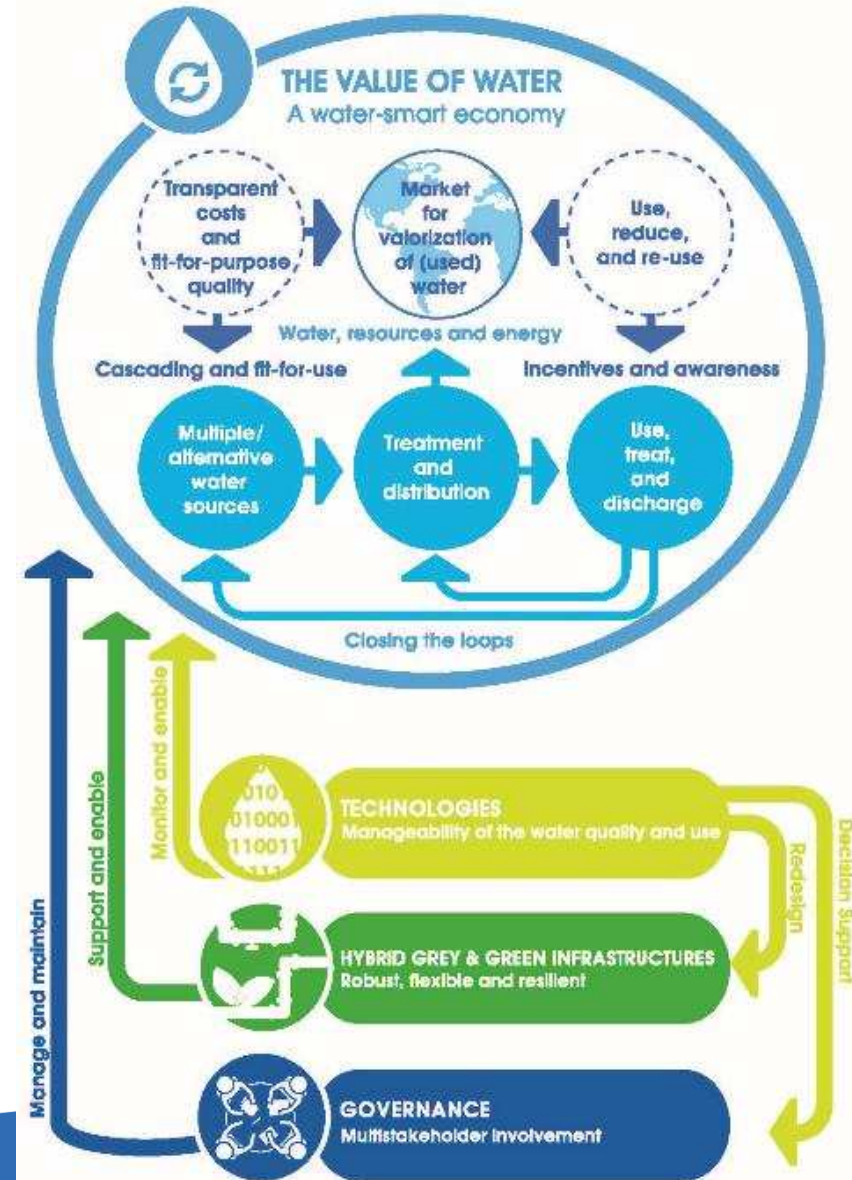 THE VALUE OF WATER
A water-smart economy
Transparent
costs
and
fit-for-purpose
quality
Market
for
valorization
of (used)
water
Use,
reduce,
and re-use
Water, resources and energy
Cascading and fit-for-use
Incentives and awareness
Multiple/
alternative
water
sources
Treatment
and
distribution
Use,
treat,
and
discharge
Closing the loops
Monitor and enable
Support and enable
Manage and maintain
010
010001
110011
111
TECHNOLOGIES
Manageability of the water quality and use
Redesign
Decision Support
HYBRID GREY & GREEN INFRASTRUCTURES
Robust, flexible and resilient
GOVERNANCE
Multistakeholder involvement